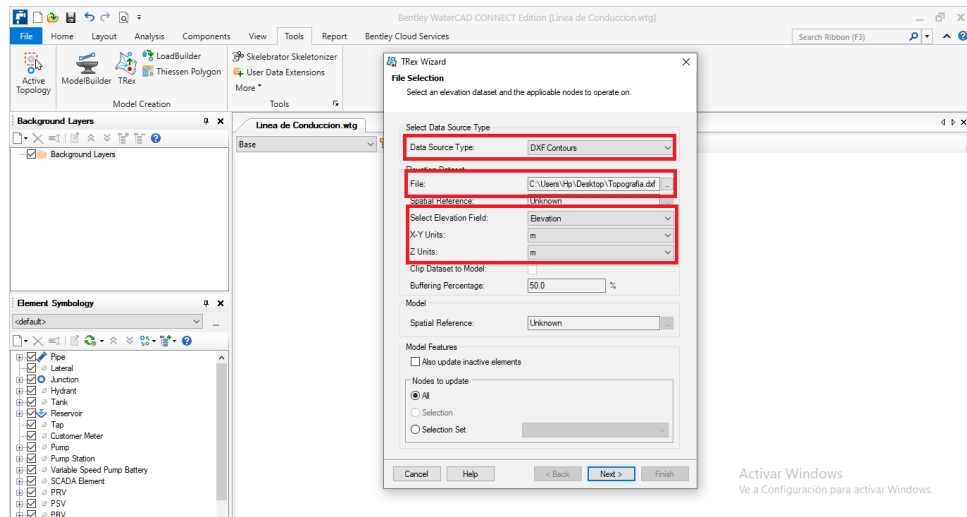 Bentley WaterCAD CONNECT Edition [Linea de Conduccion.wtg]
File Home Layout Analysis Components View Tools Report Bentley Cloud Services
Search Ribbon (F3)
Active Topology
ModelBuilder
TRex
LoadBuilder
Thiessen Polygon
Model Creation
Skelebrator Skeletonizer
User Data Extensions
More
Tools
Background Layers
Background Layers
Linea de Conduccion.wtg
Base
Element Symbology
<default>
Pipe
Lateral
Junction
Hydrant
Tank
Reservoir
Tap
Customer Meter
Pump
Pump Station
Variable Speed Pump Battery
SCADA Element
PRV
PSV
PBV
TRex Wizard
File Selection
Select an elevation dataset and the applicable nodes to operate on.
Select Data Source Type
Data Source Type: DXF Contours
Elevation Dataset
File: C:\Users\Hp\Desktop\Topografia.dxf ...
Spatial Reference: Unknown
Select Elevation Field: Elevation
X-Y Units: m
Z Units: m
Clip Dataset to Model:
Buffering Percentage: 50.0 %
Model
Spatial Reference: Unknown ...
Model Features
Also update inactive elements
Nodes to update
All
Selection
Selection Set
Cancel Help < Back Next > Finish
Activar Windows
Ve a Configuración para activar Windows.